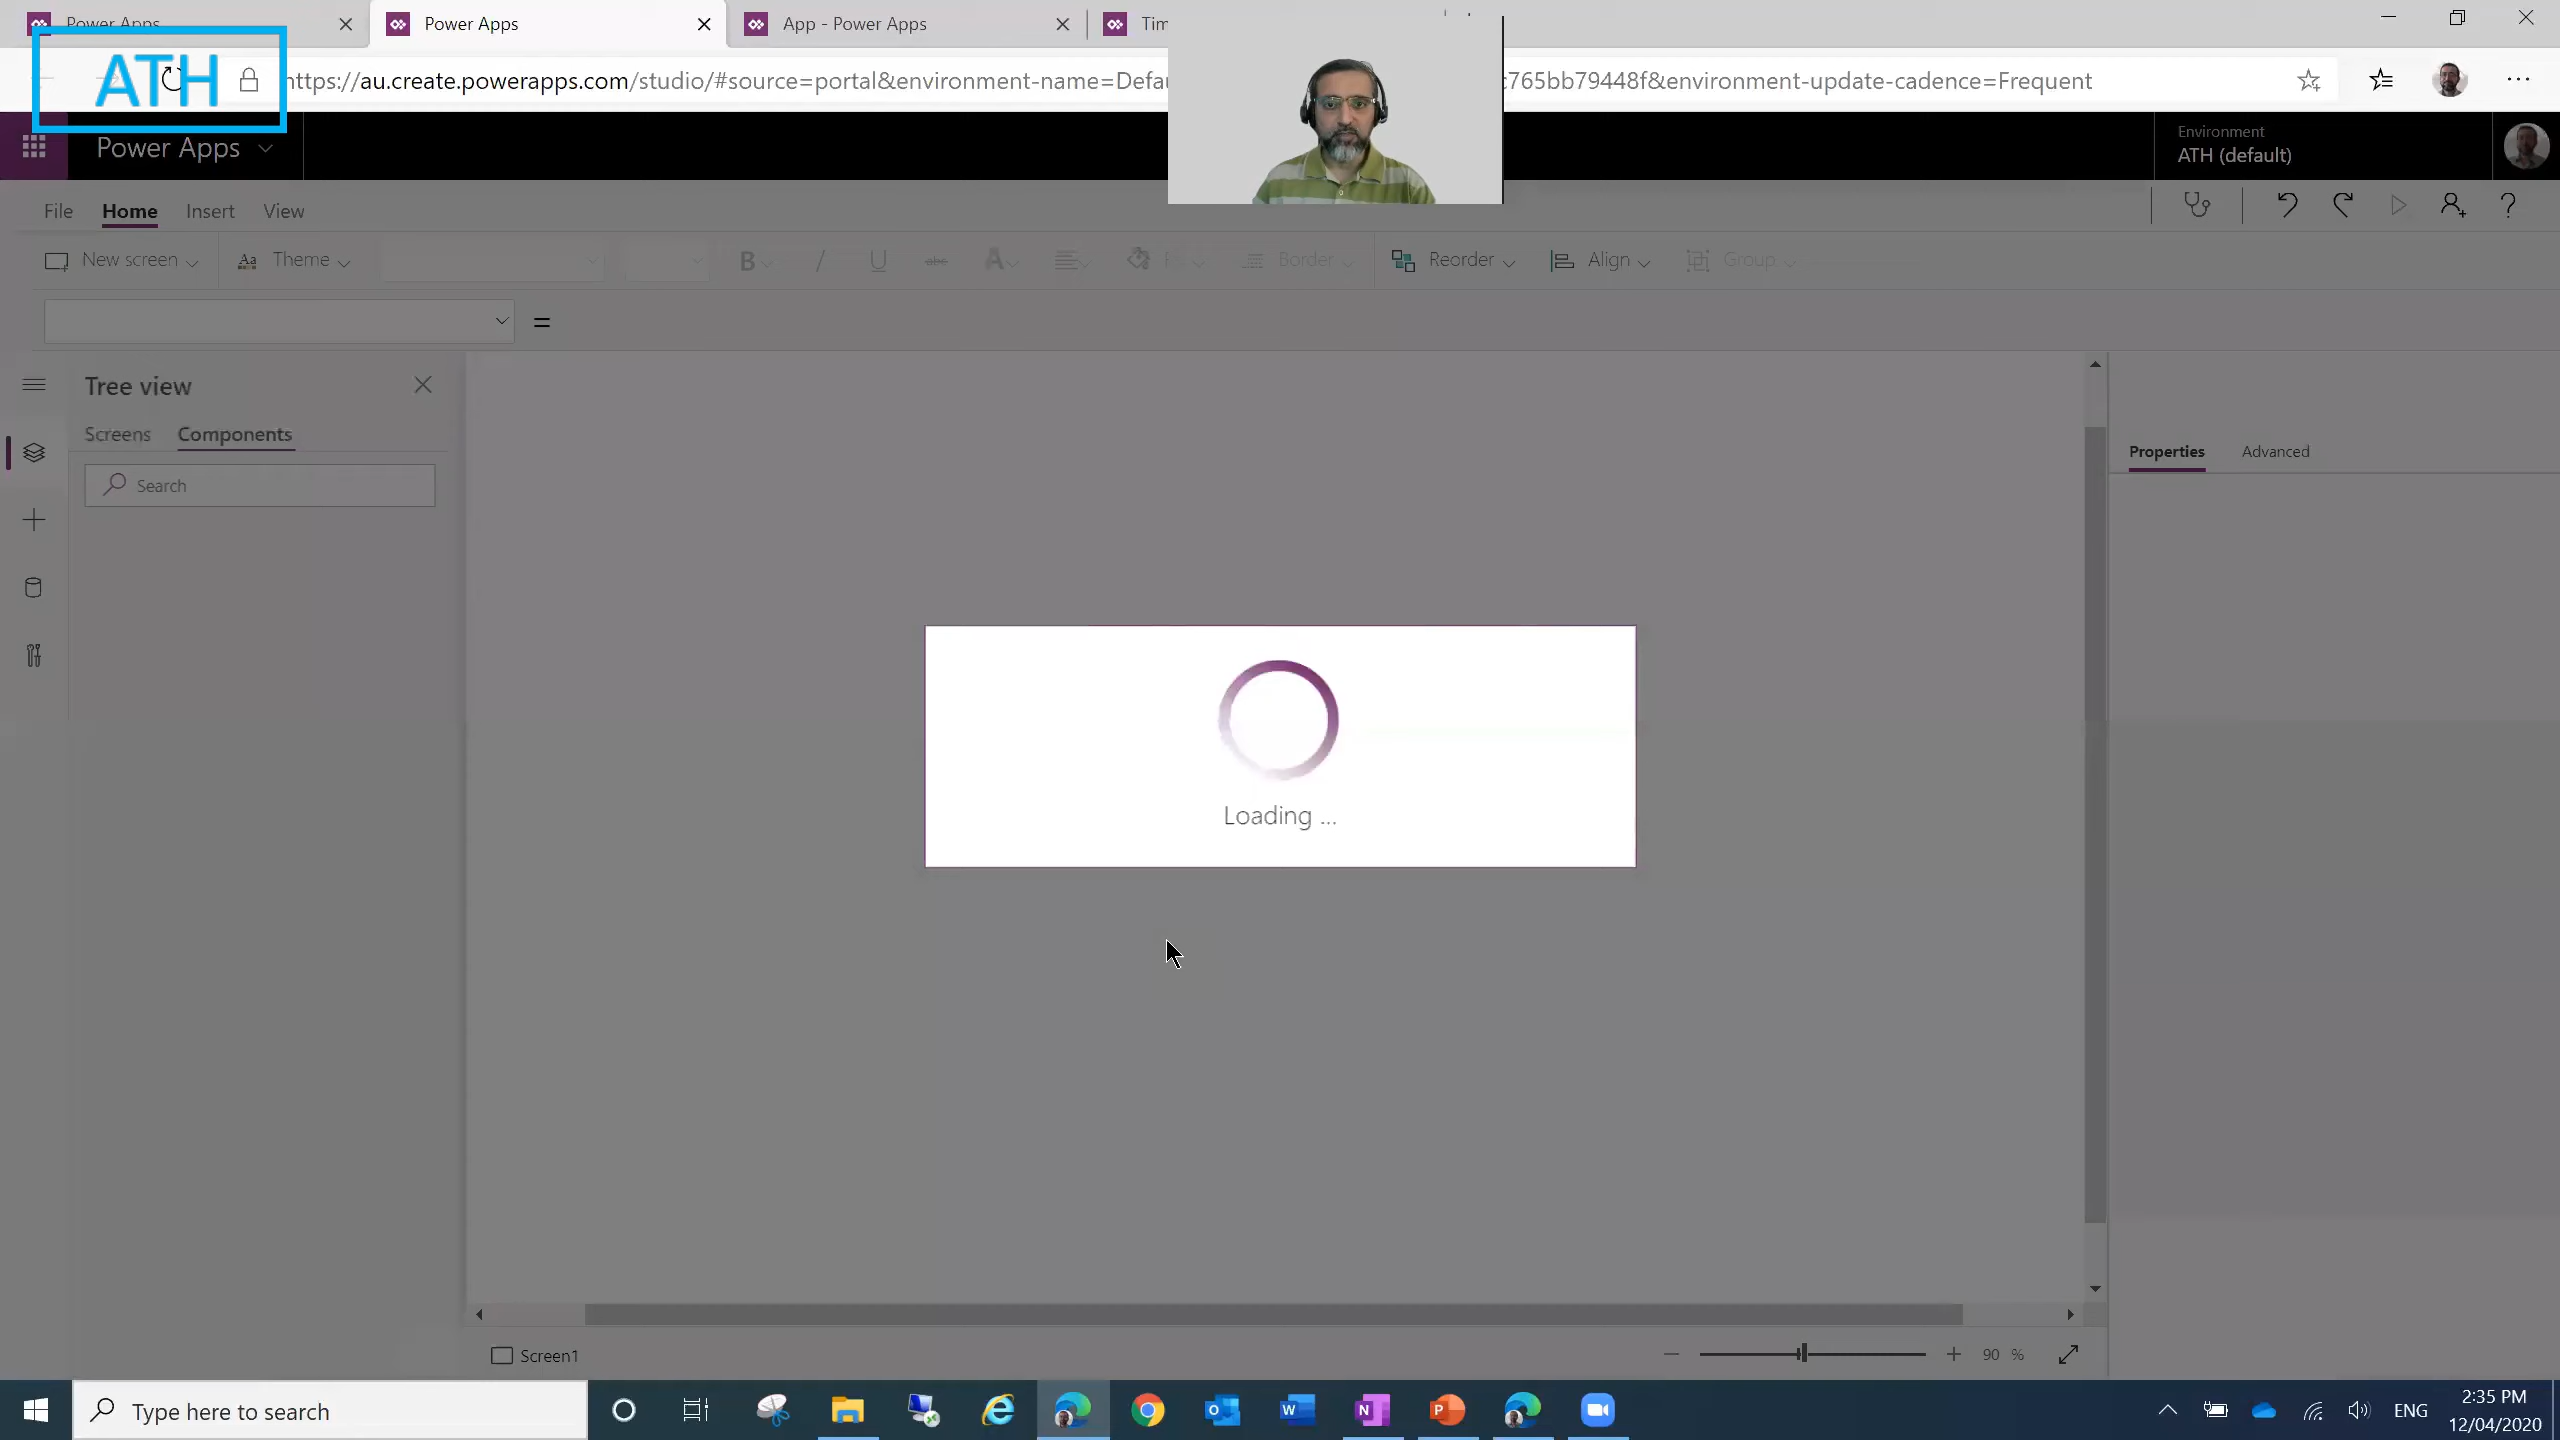 Power Apps
Power Apps
App - Power Apps
Tim
ATH
https://au.create.powerapps.com/studio/#source=portal&environment-name=Defau
c765bb79448f&environment-update-cadence=Frequent
Power Apps
Environment
ATH (default)
File
Home
Insert
View
New screen
Theme
B
/
U
abc
A
Border
Reorder
Align
Group
=
Tree view
Screens
Components
Search
Properties
Advanced
Loading ...
Screen1
90 %
Type here to search
ENG
2:35 PM
12/04/2020